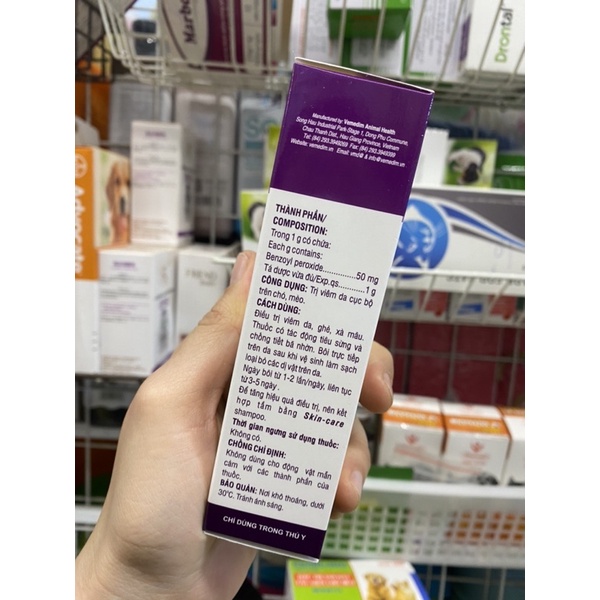 Drontal
Manufactured by: Vemedim Animal Health
Song Hau Industrial Park-Stage 1, Dong Phu Commune,
Chau Thanh Dist., Hau Giang Province, Vietnam
Website: vemedim.vn
THÀNH PHẦN/
COMPOSITION:
Trong 1 g có chứa:
Each g contains:
Benzoyl peroxide...............50 mg
Tá dược vừa đủ/Exp.qs..........1 g
CÔNG DỤNG: Trị viêm da cục bộ
trên chó, mèo.
CÁCH DÙNG:
Điều trị viêm da, ghẻ, xà mâu.
Thuốc có tác động tiêu sừng và
chống tiết bã nhờn. Bôi trực tiếp
trên da sau khi vệ sinh làm sạch
loại bỏ các dị vật trên da.
Ngày bôi từ 1-2 lần/ngày, liên tục
từ 3-5 ngày.
Để tăng hiệu quả điều trị, nên kết
hợp tắm bằng Skin-care
shampoo.
Thời gian ngưng sử dụng thuốc:
Không có.
CHỐNG CHỈ ĐỊNH:
Không dùng cho động vật mẫn
cảm với các thành phần của
thuốc.
BẢO QUẢN: Nơi khô thoáng, dưới
30°C. Tránh ánh sáng.
CHỈ DÙNG TRONG THÚ Y